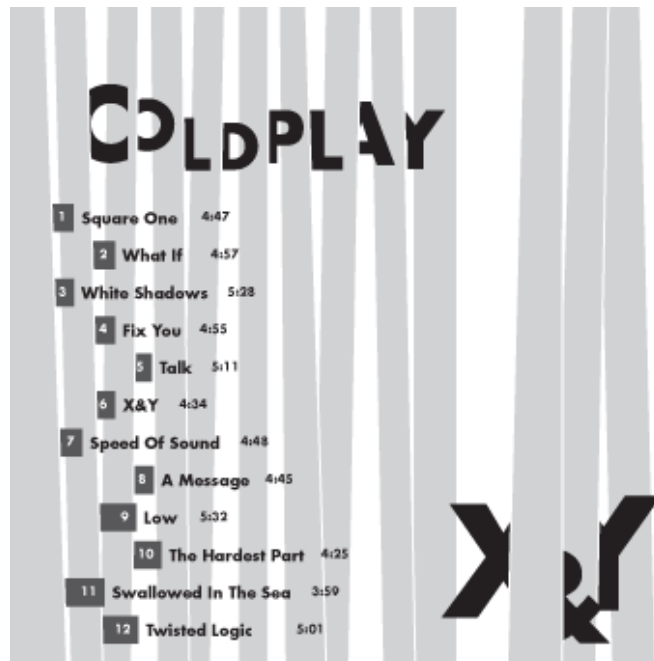 COLDPLAY
1 Square One 4:47
2 What If 4:57
3 White Shadows 5:28
4 Fix You 4:55
5 Talk 5:11
6 X&Y 4:34
7 Speed Of Sound 4:48
8 A Message 4:45
9 Low 5:32
10 The Hardest Part 4:25
11 Swallowed In The Sea 3:59
12 Twisted Logic 5:01
X&Y